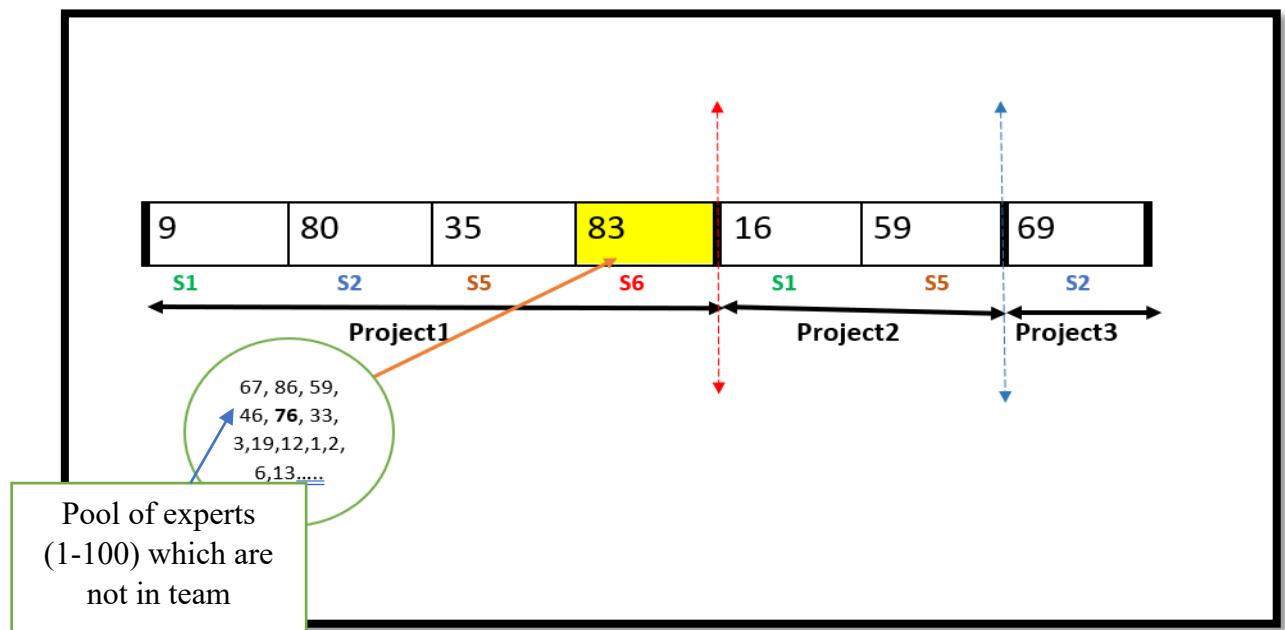 9 80 35 83 16 59 69
S1 S2 S5 S6 S1 S5 S2
Project1 Project2 Project3
67, 86, 59,
46, 76, 33,
3,19,12,1,2,
6,13.....
Pool of experts
(1-100) which are
not in team